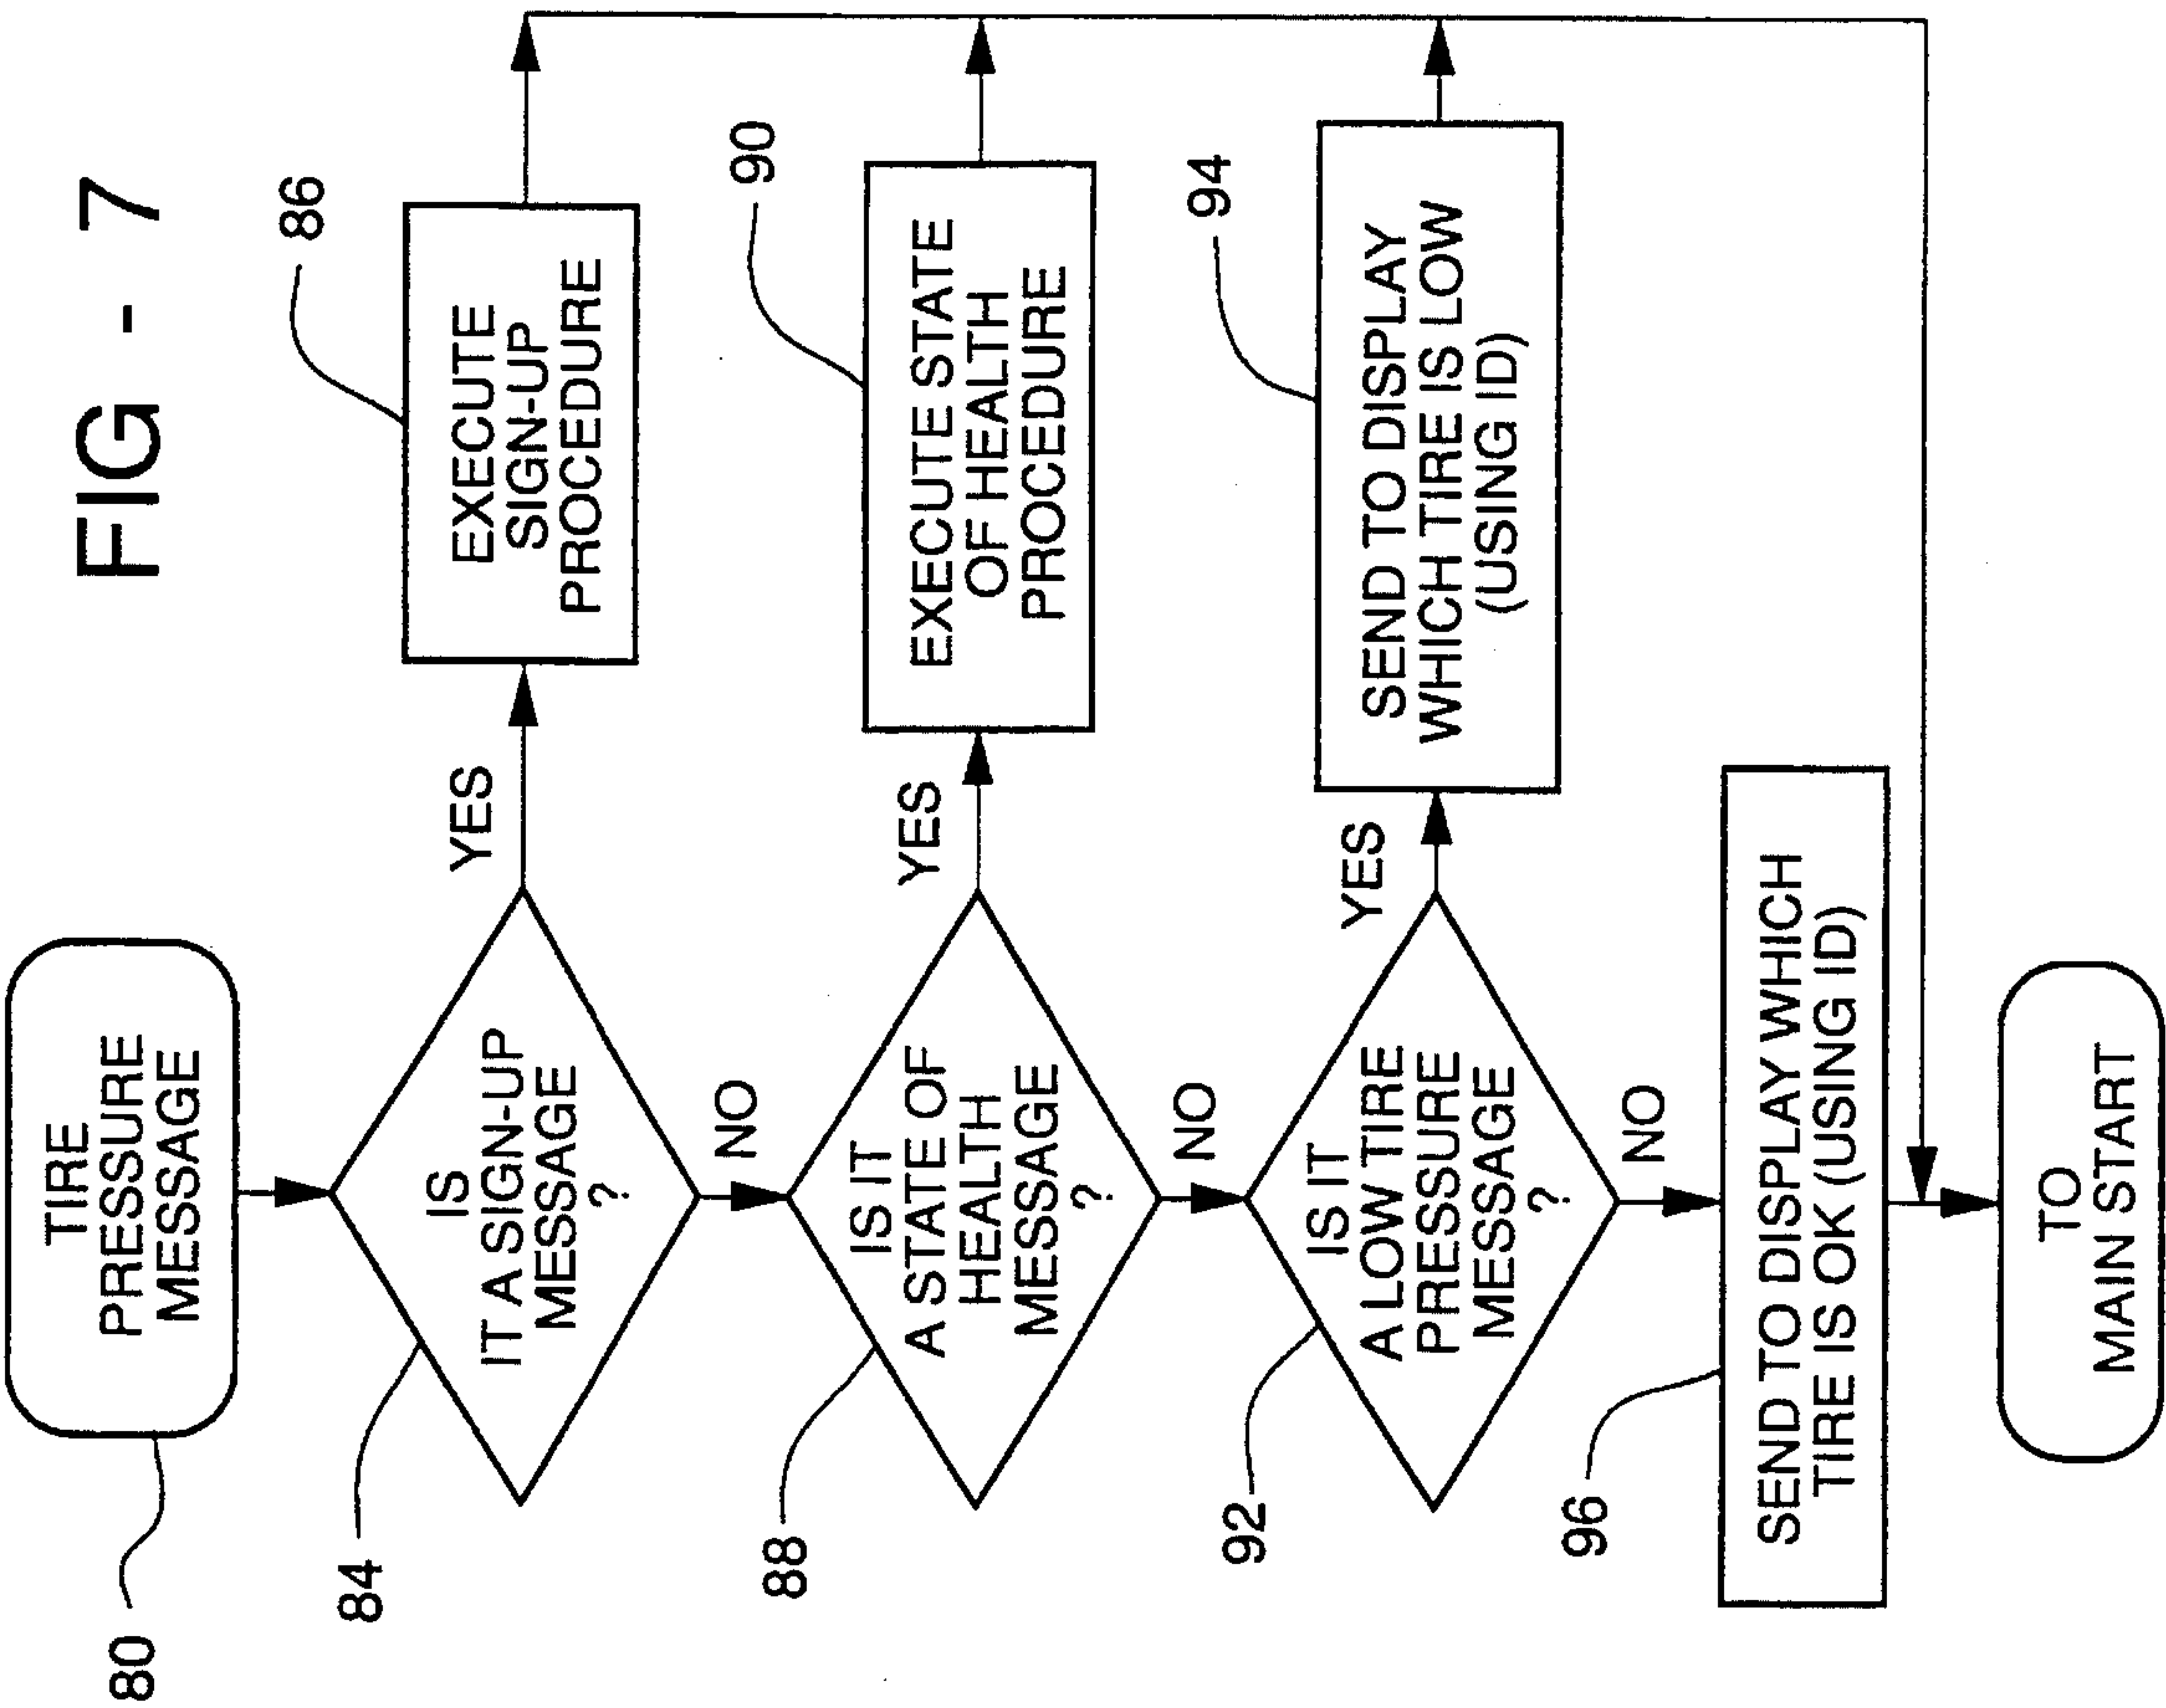 FIG - 7
80
TIRE
PRESSURE
MESSAGE
84
IS
IT A SIGN-UP
MESSAGE
?
YES
86
EXECUTE
SIGN-UP
PROCEDURE
NO
88
IS IT
A STATE OF
HEALTH
MESSAGE
?
YES
90
EXECUTE STATE
OF HEALTH
PROCEDURE
NO
92
IS IT
A LOW TIRE
PRESSURE
MESSAGE
?
YES
94
SEND TO DISPLAY
WHICH TIRE IS LOW
(USING ID)
NO
96
SEND TO DISPLAY WHICH
TIRE IS OK (USING ID)
TO
MAIN START